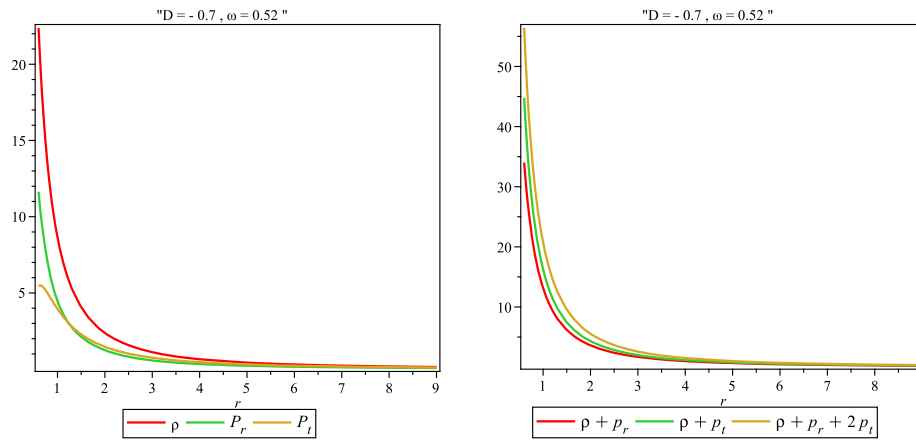 "D = - 0.7 , ω = 0.52 "
20
15
10
5
1 2 3 4 5 6 7 8 9
r
ρ P_r P_t
"D = - 0.7 , ω = 0.52 "
50
40
30
20
10
1 2 3 4 5 6 7 8
r
ρ + p_r ρ + p_t ρ + p_r + 2 p_t